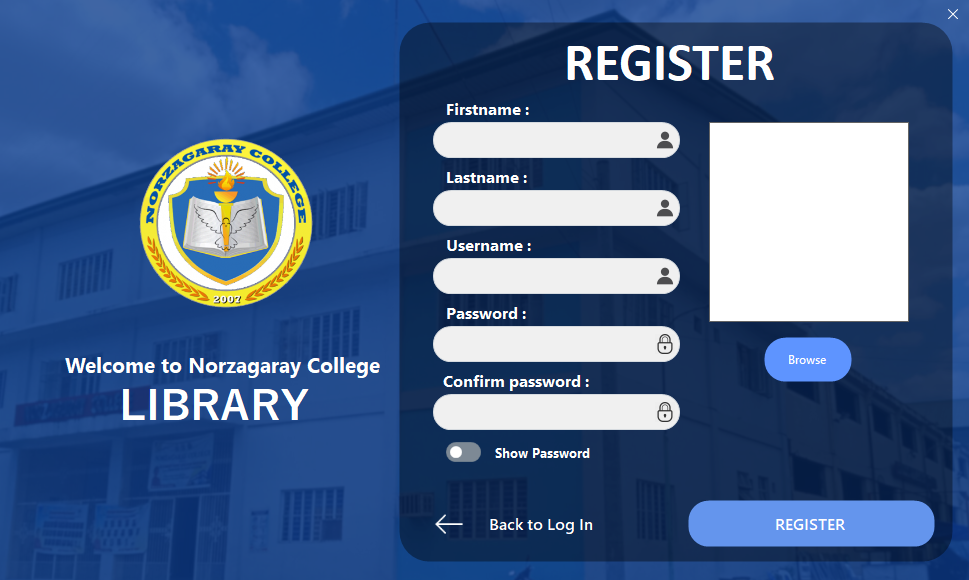 NORZAGARAY COLLEGE
2007
Welcome to Norzagaray College
LIBRARY
REGISTER
Firstname :
Lastname :
Username :
Password :
Confirm password :
Show Password
Browse
Back to Log In
REGISTER